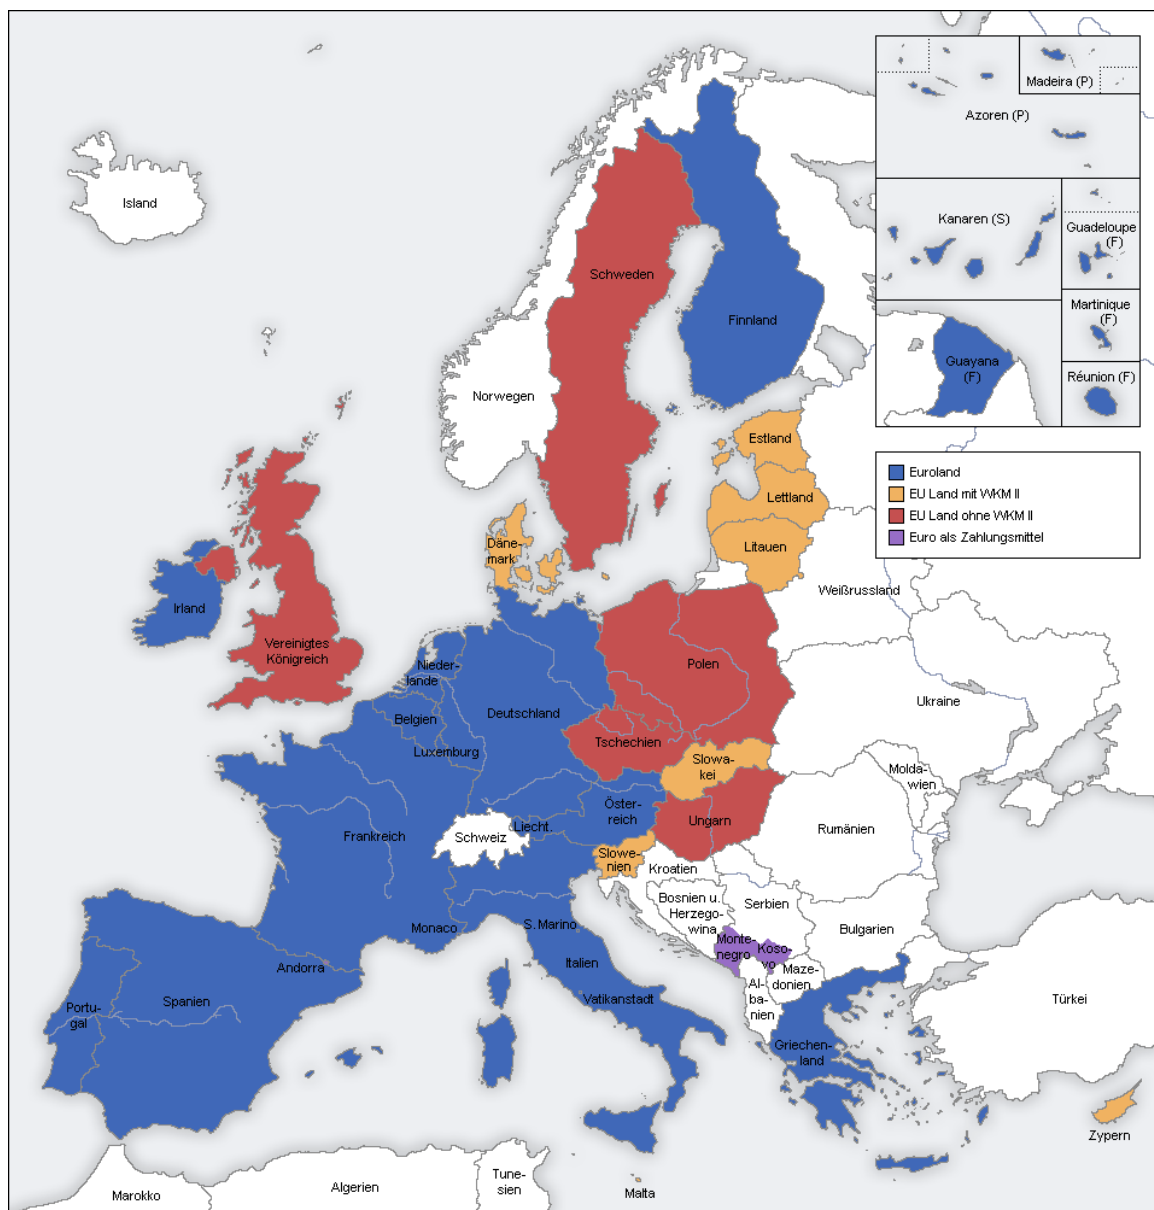 Island
Madeira (P)
Azoren (P)
Kanaren (S)
Guadeloupe
(F)
Schweden
Finnland
Martinique
(F)
Guayana
(F)
Réunion (F)
Norwegen
Estland
Lettland
Litauen
Euroland
EU Land mit WKM II
EU Land ohne WKM II
Euro als Zahlungsmittel
Däne-
mark
Weißrussland
Irland
Vereinigtes
Königreich
Nieder-
lande
Polen
Belgien
Deutschland
Ukraine
Luxemburg
Tschechien
Slowa-
kei
Molda-
wien
Frankreich
Schweiz
Liecht.
Öster-
reich
Ungarn
Rumänien
Slowe-
nien
Kroatien
Bosnien u.
Herzego-
wina
Serbien
Monaco
S. Marino
Bulgarien
Monte-
negro
Koso-
vo
Andorra
Italien
Maze-
donien
Al-
ba-
nien
Portu-
gal
Spanien
Vatikanstadt
Türkei
Griechen-
land
Zypern
Marokko
Algerien
Tune-
sien
Malta